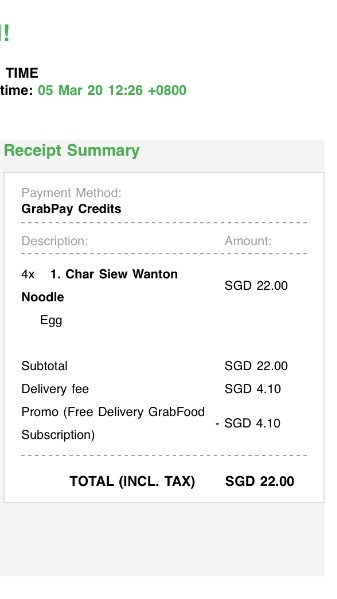 !
TIME
time: 05 Mar 20 12:26 +0800
Receipt Summary
Payment Method:
GrabPay Credits
Description: Amount:
4x 1. Char Siew Wanton
Noodle
SGD 22.00
Egg
Subtotal SGD 22.00
Delivery fee SGD 4.10
Promo (Free Delivery GrabFood
Subscription)
- SGD 4.10
TOTAL (INCL. TAX) SGD 22.00